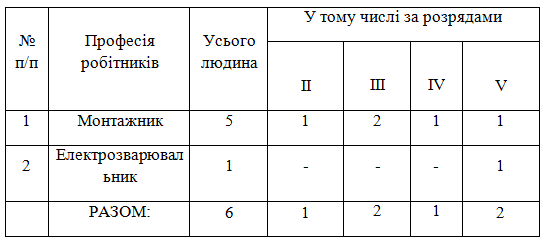 № п/п Професія робітників Усього людина У тому числі за розрядами
II III IV V
1 Монтажник 5 1 2 1 1
2 Електрозварювальник 1 - - - 1
РАЗОМ: 6 1 2 1 2